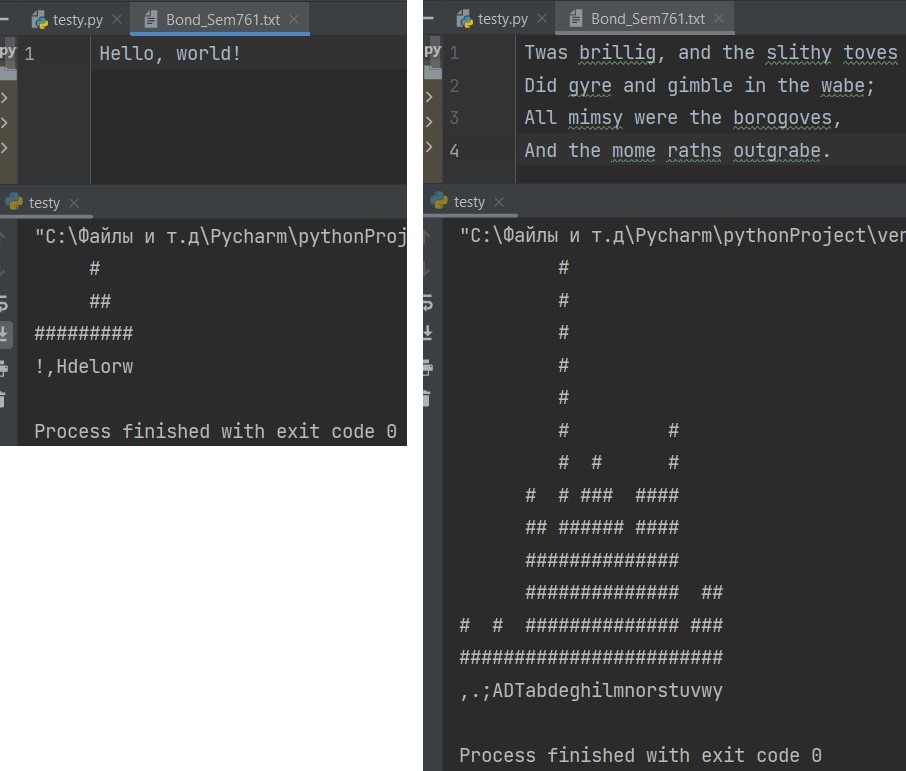 testy.py
Bond_Sem761.txt
py
1 Hello, world!
testy
"C:\Файлы и т.д\Pycharm\pythonProj
     #
     ##
#########
!,Hdelorw
Process finished with exit code 0
testy.py
Bond_Sem761.txt
py
1 Twas brillig, and the slithy toves
2 Did gyre and gimble in the wabe;
3 All mimsy were the borogoves,
4 And the mome raths outgrabe.
testy
"C:\Файлы и т.д\Pycharm\pythonProject\ver
         #
         #
         #
         #
         #
         #         #
         #  #      #
      #  # ###  ####
      ## ###### ####
      ##############
      ##############  ##
#  #  ############## ###
########################
,.;ADTabdeghilmnorstuvwy
Process finished with exit code 0